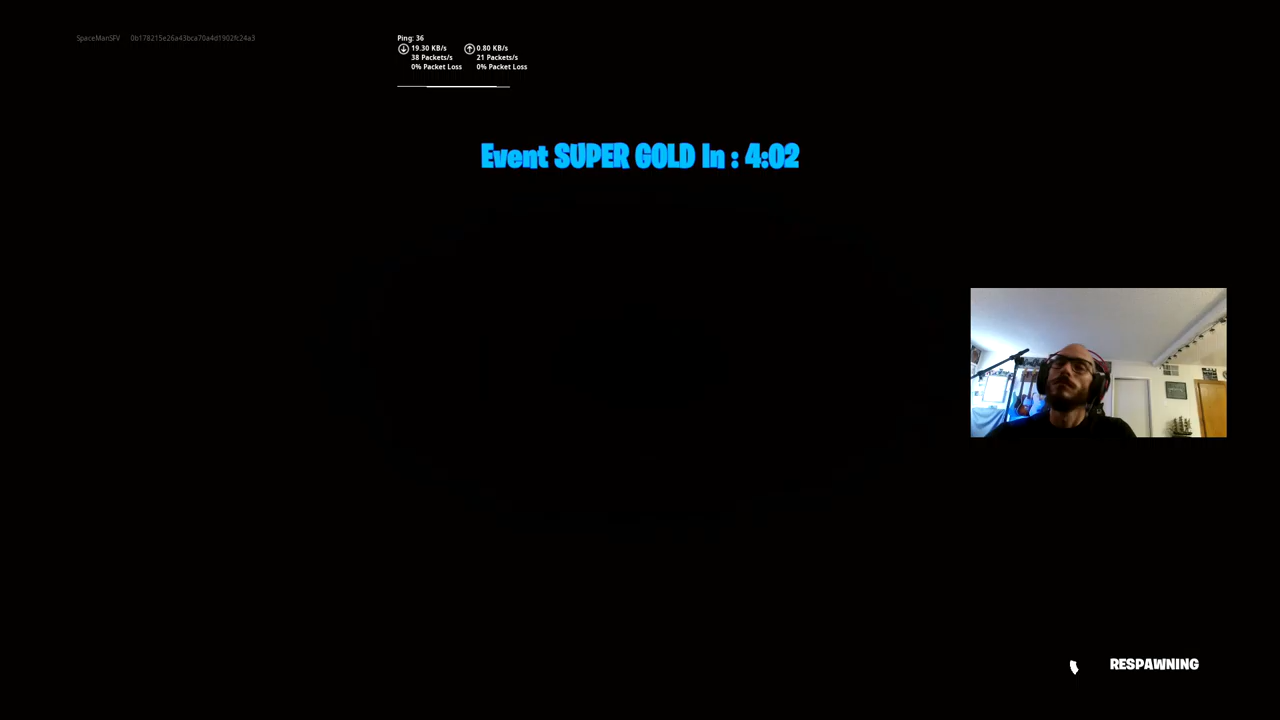 SpaceManSFV 0b178215e26a43bca70a4d1902fc24a3
Ping: 36
19.30 KB/s 0.80 KB/s
38 Packets/s 21 Packets/s
0% Packet Loss 0% Packet Loss
Event SUPER GOLD In : 4:02
RESPAWNING